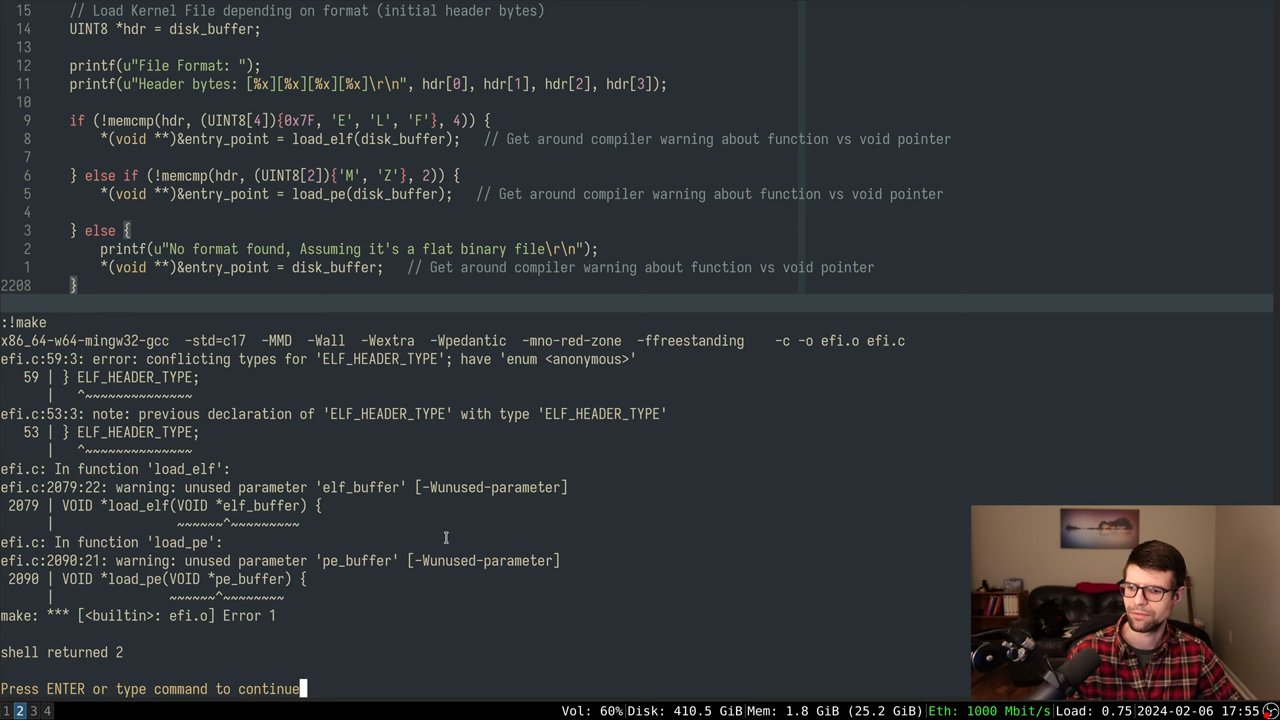 15    // Load Kernel File depending on format (initial header bytes)
14    UINT8 *hdr = disk_buffer;
13
12    printf(u"File Format: ");
11    printf(u"Header bytes: [%x][%x][%x][%x]\r\n", hdr[0], hdr[1], hdr[2], hdr[3]);
10
9    if (!memcmp(hdr, (UINT8[4]){0x7F, 'E', 'L', 'F'}, 4)) {
8        *(void **)&entry_point = load_elf(disk_buffer);   // Get around compiler warning about function vs void pointer
7
6    } else if (!memcmp(hdr, (UINT8[2]){'M', 'Z'}, 2)) {
5        *(void **)&entry_point = load_pe(disk_buffer);   // Get around compiler warning about function vs void pointer
4
3    } else {
2        printf(u"No format found, Assuming it's a flat binary file\r\n");
1        *(void **)&entry_point = disk_buffer;   // Get around compiler warning about function vs void pointer
2208    }
:!make
x86_64-w64-mingw32-gcc  -std=c17  -MMD  -Wall  -Wextra  -Wpedantic  -mno-red-zone  -ffreestanding    -c -o efi.o efi.c
efi.c:59:3: error: conflicting types for 'ELF_HEADER_TYPE'; have 'enum <anonymous>'
   59 | } ELF_HEADER_TYPE;
      |   ^~~~~~~~~~~~~~~
efi.c:53:3: note: previous declaration of 'ELF_HEADER_TYPE' with type 'ELF_HEADER_TYPE'
   53 | } ELF_HEADER_TYPE;
      |   ^~~~~~~~~~~~~~~
efi.c: In function 'load_elf':
efi.c:2079:22: warning: unused parameter 'elf_buffer' [-Wunused-parameter]
 2079 | VOID *load_elf(VOID *elf_buffer) {
      |                ~~~~~~^~~~~~~~~~
efi.c: In function 'load_pe':
efi.c:2090:21: warning: unused parameter 'pe_buffer' [-Wunused-parameter]
 2090 | VOID *load_pe(VOID *pe_buffer) {
      |               ~~~~~~^~~~~~~~~
make: *** [<builtin>: efi.o] Error 1
shell returned 2
Press ENTER or type command to continue
1 2 3 4 Vol: 60%|Disk: 410.5 GiB|Mem: 1.8 GiB (25.2 GiB)|Eth: 1000 Mbit/s|Load: 0.75|2024-02-06 17:55